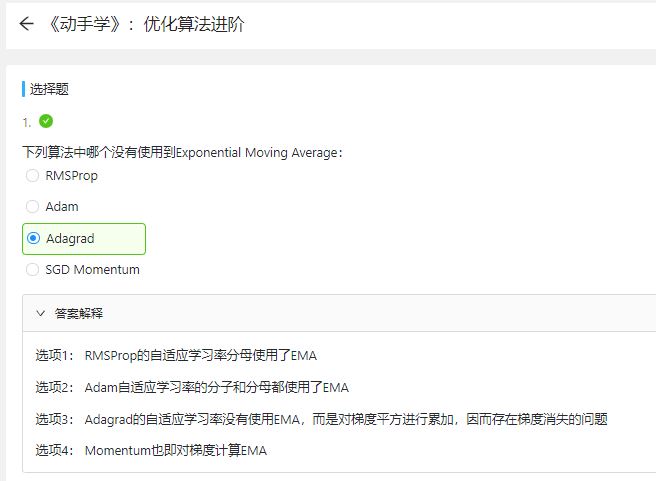 ← 《动手学》：优化算法进阶
选择题
1.
下列算法中哪个没有使用到Exponential Moving Average：
RMSProp
Adam
Adagrad
SGD Momentum
答案解释
选项1： RMSProp的自适应学习率分母使用了EMA
选项2： Adam自适应学习率的分子和分母都使用了EMA
选项3： Adagrad的自适应学习率没有使用EMA，而是对梯度平方进行累加，因而存在梯度消失的问题
选项4： Momentum也即对梯度计算EMA